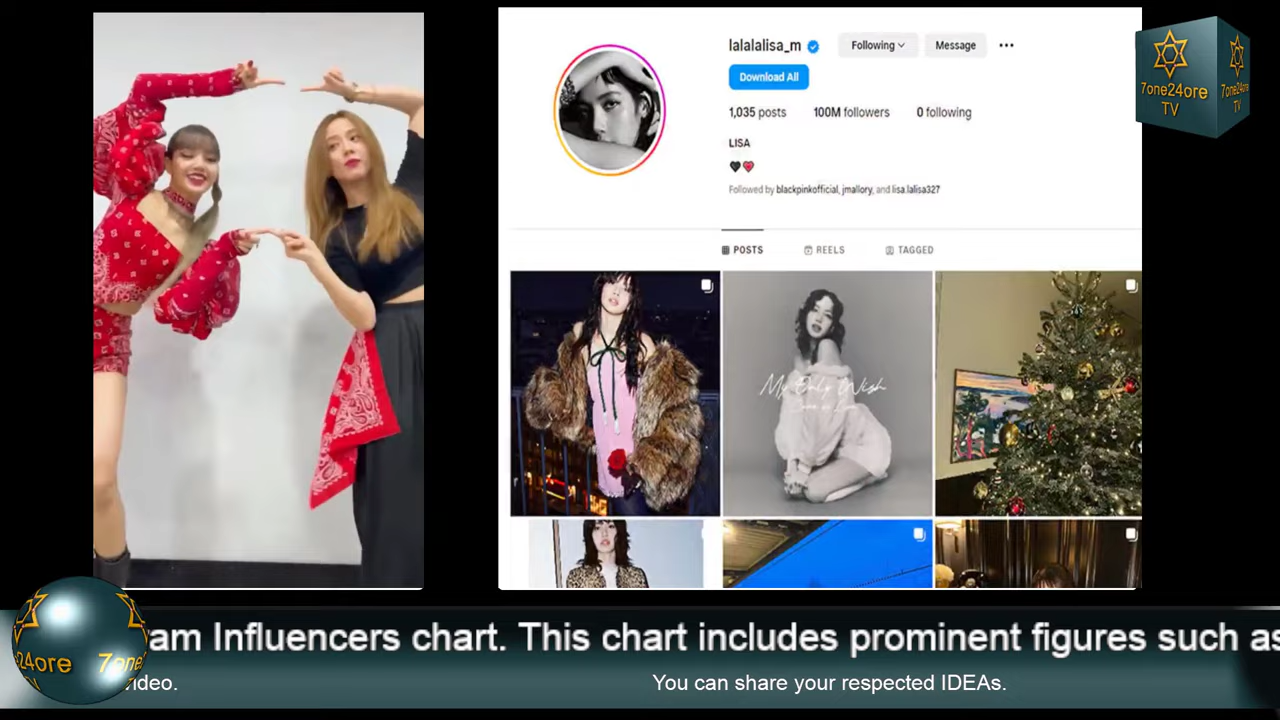 lalalalisa_m
Following
Message
Download All
1,035 posts
100M followers
0 following
LISA
Followed by blackpinkofficial, jmallory, and lisa.lalisa327
POSTS
REELS
TAGGED
My Only Wish
7one24ore
TV
7one24ore
TV
am Influencers chart. This chart includes prominent figures such as
video.
You can share your respected IDEAs.
24ore
TV
7one